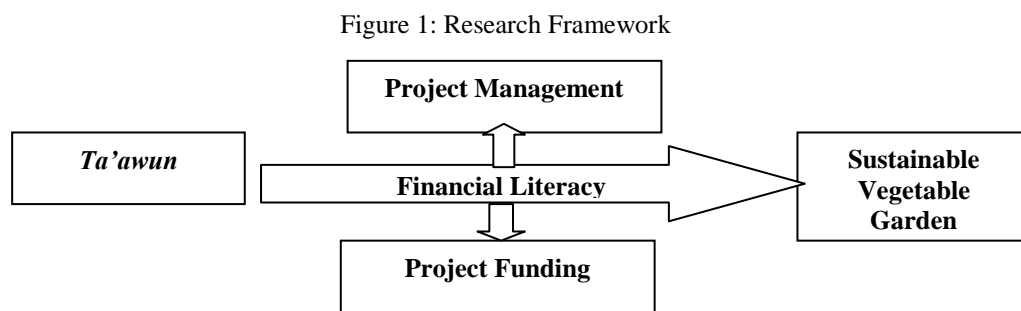 Figure 1: Research Framework
Project Management
Ta’awun
Financial Literacy
Sustainable
Vegetable
Garden
Project Funding